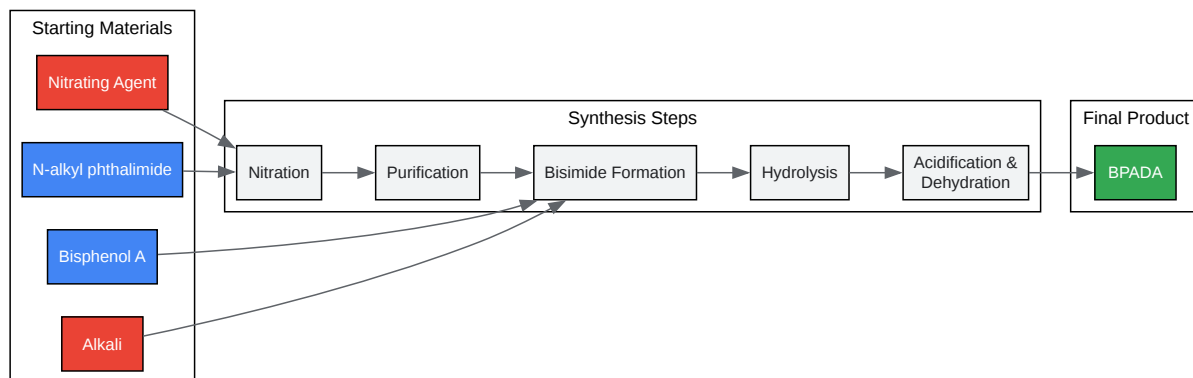 Starting Materials
Nitrating Agent
N-alkyl phthalimide
Bisphenol A
Alkali
Synthesis Steps
Nitration
Purification
Bisimide Formation
Hydrolysis
Acidification &
Dehydration
Final Product
BPADA